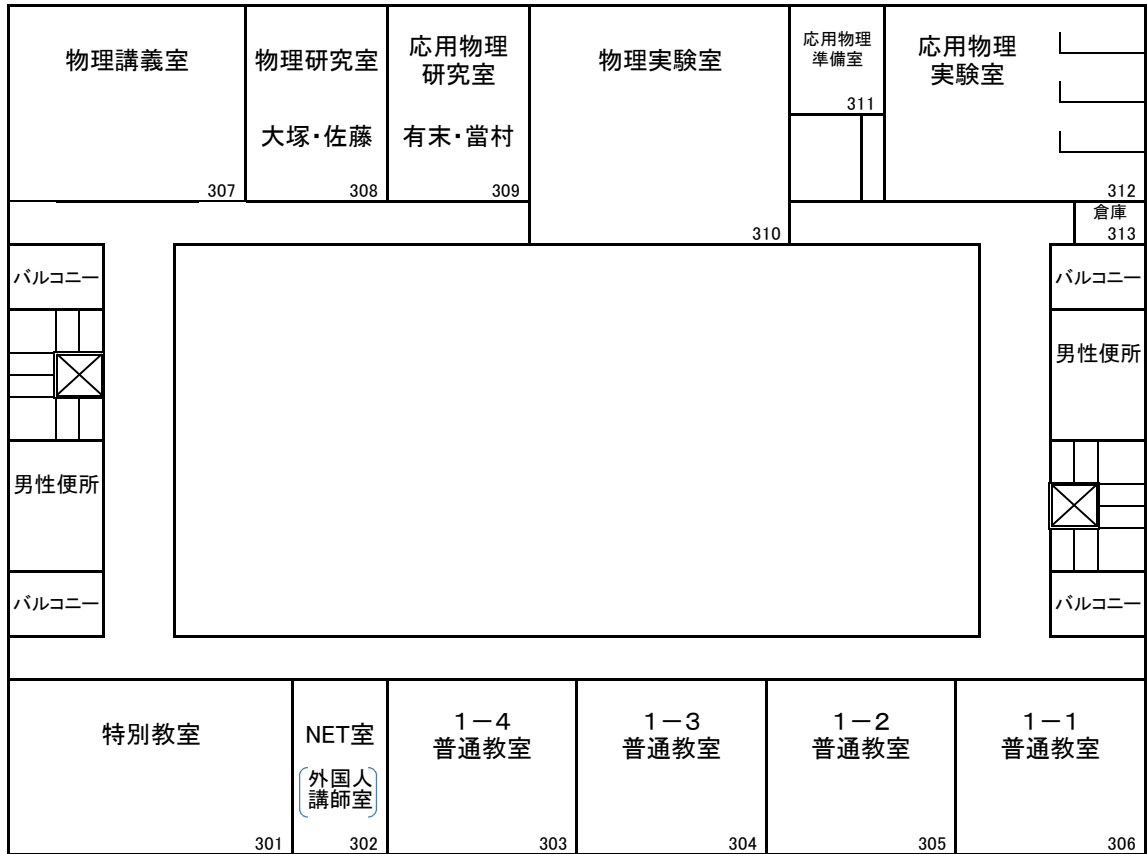 物理講義室
307
物理研究室
大塚・佐藤
308
応用物理
研究室
有末・當村
309
物理実験室
310
応用物理
準備室
311
応用物理
実験室
312
倉庫
313
バルコニー
男性便所
バルコニー
バルコニー
男性便所
バルコニー
特別教室
301
NET室
外国人
講師室
302
1－4
普通教室
303
1－3
普通教室
304
1－2
普通教室
305
1－1
普通教室
306